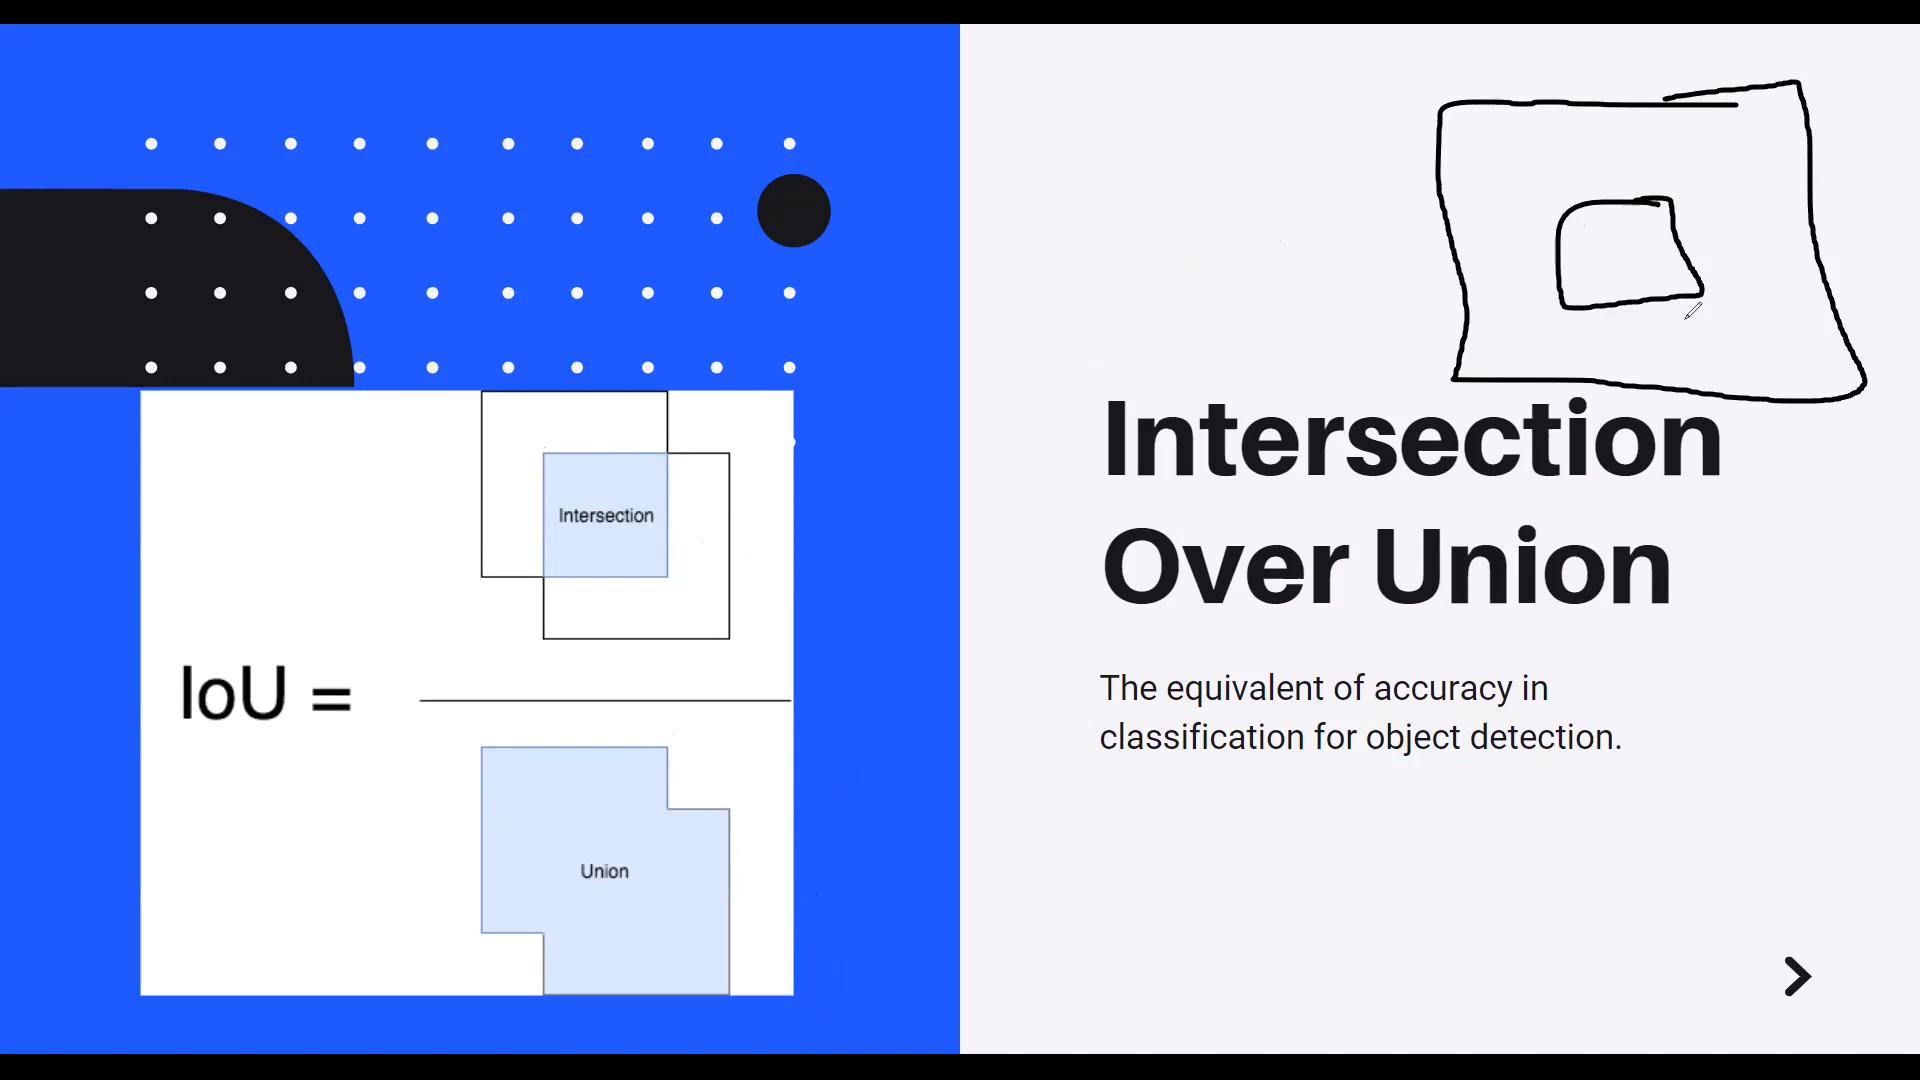 Intersection
IoU =
Union
Intersection
Over Union
The equivalent of accuracy in
classification for object detection.